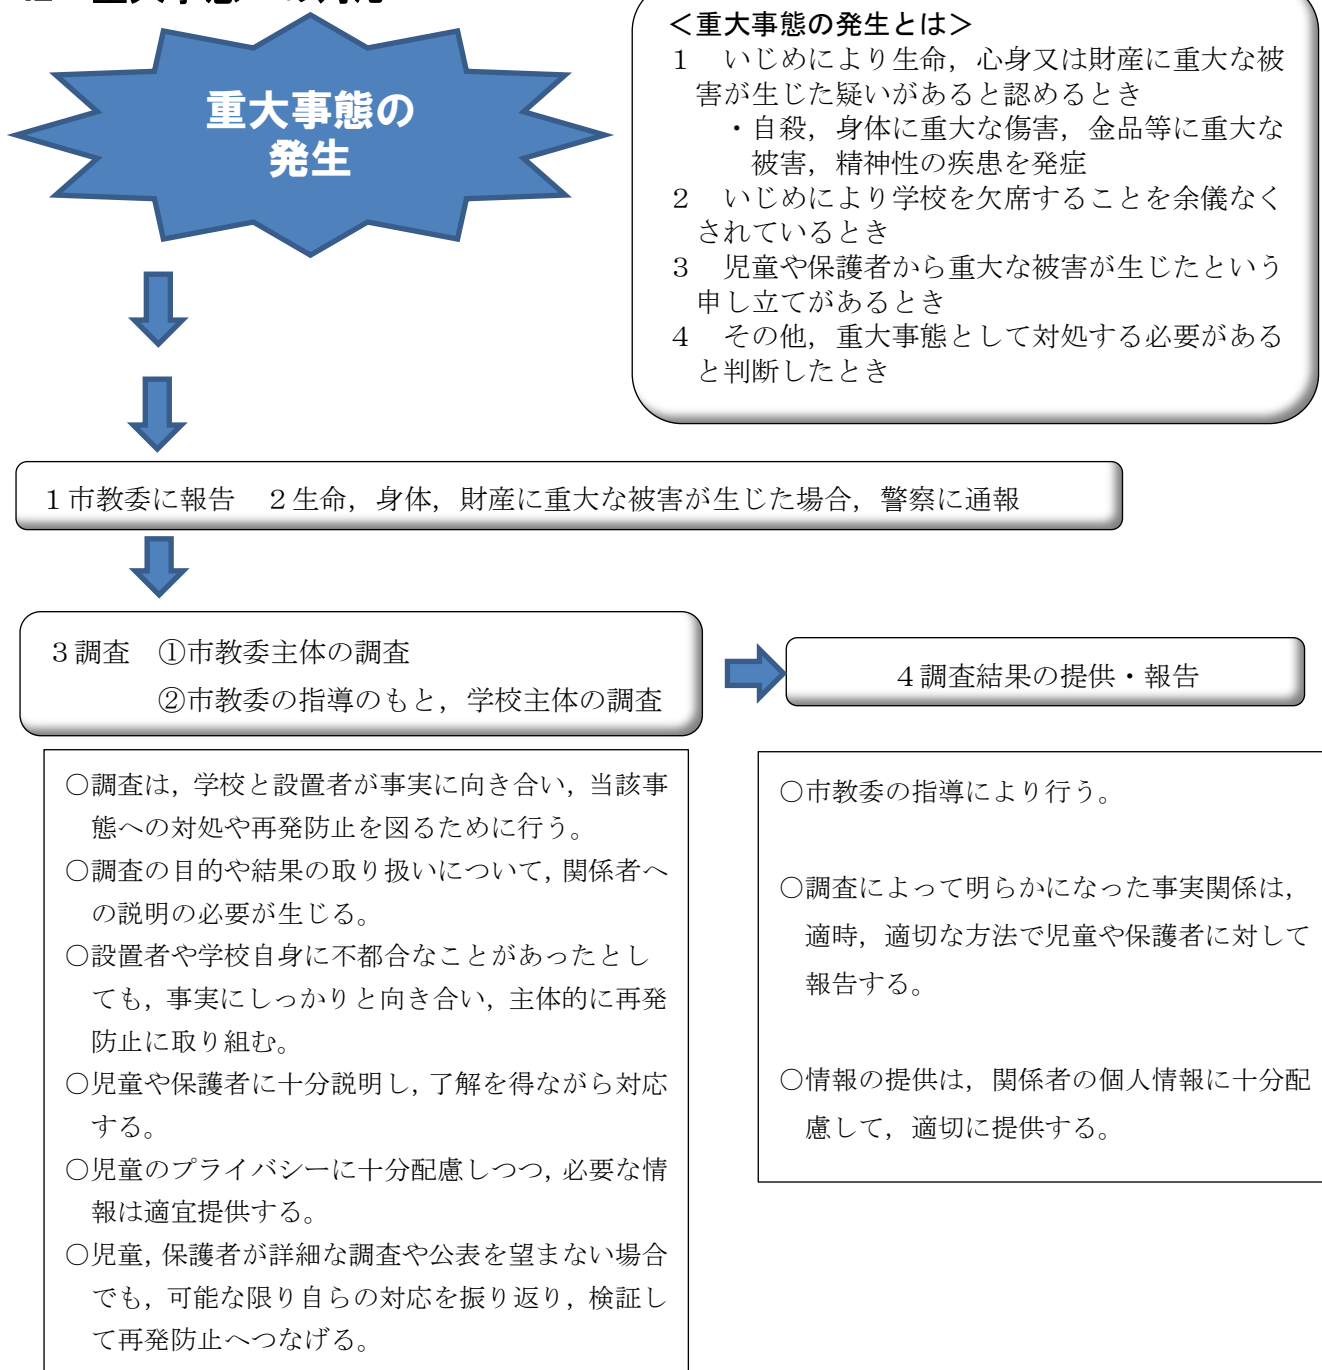 重大事態の
発生
＜重大事態の発生とは＞
１　いじめにより生命，心身又は財産に重大な被
害が生じた疑いがあると認めるとき
・自殺，身体に重大な傷害，金品等に重大な
被害，精神性の疾患を発症
２　いじめにより学校を欠席することを余儀なく
されているとき
３　児童や保護者から重大な被害が生じたという
申し立てがあるとき
４　その他，重大事態として対処する必要がある
と判断したとき
１市教委に報告　２生命，身体，財産に重大な被害が生じた場合，警察に通報
３調査　①市教委主体の調査
②市教委の指導のもと，学校主体の調査
４調査結果の提供・報告
○調査は，学校と設置者が事実に向き合い，当該事
態への対処や再発防止を図るために行う。
○調査の目的や結果の取り扱いについて，関係者へ
の説明の必要が生じる。
○設置者や学校自身に不都合なことがあったとし
ても，事実にしっかりと向き合い，主体的に再発
防止に取り組む。
○児童や保護者に十分説明し，了解を得ながら対応
する。
○児童のプライバシーに十分配慮しつつ，必要な情
報は適宜提供する。
○児童，保護者が詳細な調査や公表を望まない場合
でも，可能な限り自らの対応を振り返り，検証し
て再発防止へつなげる。
○市教委の指導により行う。
○調査によって明らかになった事実関係は，
適時，適切な方法で児童や保護者に対して
報告する。
○情報の提供は，関係者の個人情報に十分配
慮して，適切に提供する。